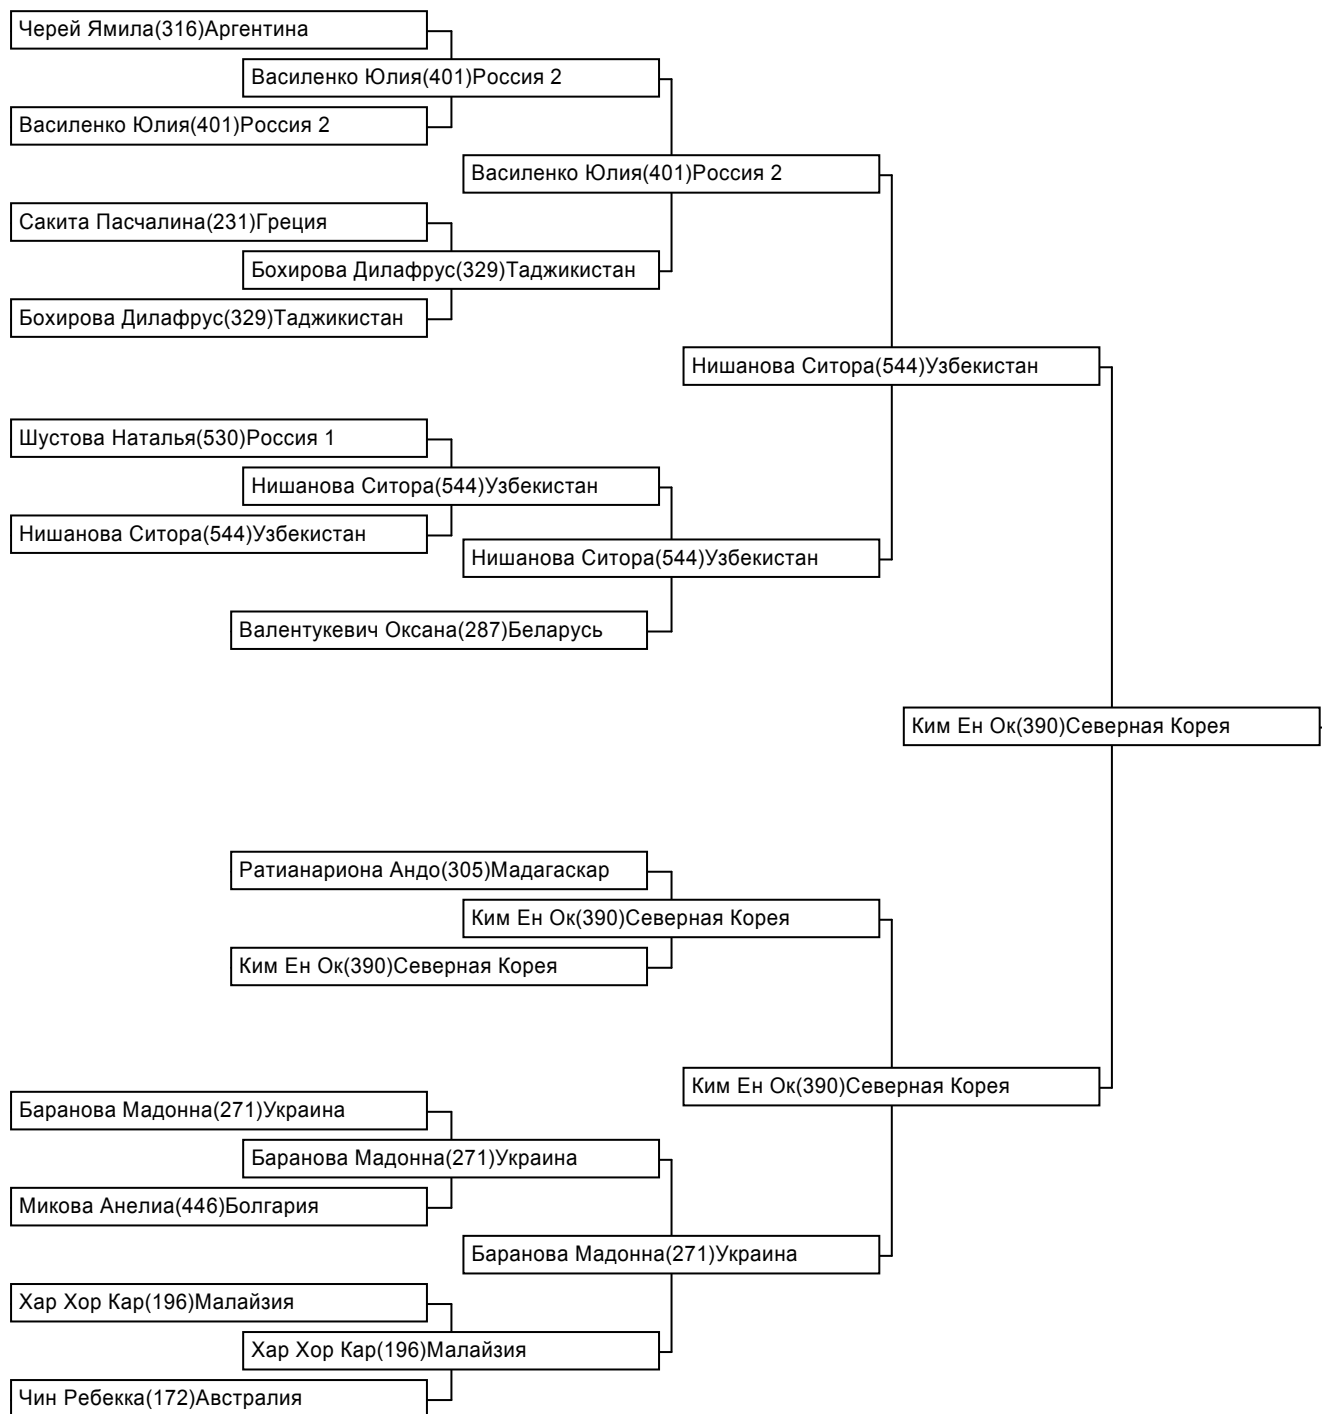 Черей Ямила(316)Аргентина
Василенко Юлия(401)Россия 2
Василенко Юлия(401)Россия 2
Василенко Юлия(401)Россия 2
Сакита Пасчалина(231)Греция
Бохирова Дилафрус(329)Таджикистан
Бохирова Дилафрус(329)Таджикистан
Нишанова Ситора(544)Узбекистан
Шустова Наталья(530)Россия 1
Нишанова Ситора(544)Узбекистан
Нишанова Ситора(544)Узбекистан
Нишанова Ситора(544)Узбекистан
Валентукевич Оксана(287)Беларусь
Ким Ен Ок(390)Северная Корея
Ратианариона Андо(305)Мадагаскар
Ким Ен Ок(390)Северная Корея
Ким Ен Ок(390)Северная Корея
Ким Ен Ок(390)Северная Корея
Баранова Мадонна(271)Украина
Баранова Мадонна(271)Украина
Микова Анелиа(446)Болгария
Баранова Мадонна(271)Украина
Хар Хор Кар(196)Малайзия
Хар Хор Кар(196)Малайзия
Чин Ребекка(172)Австралия